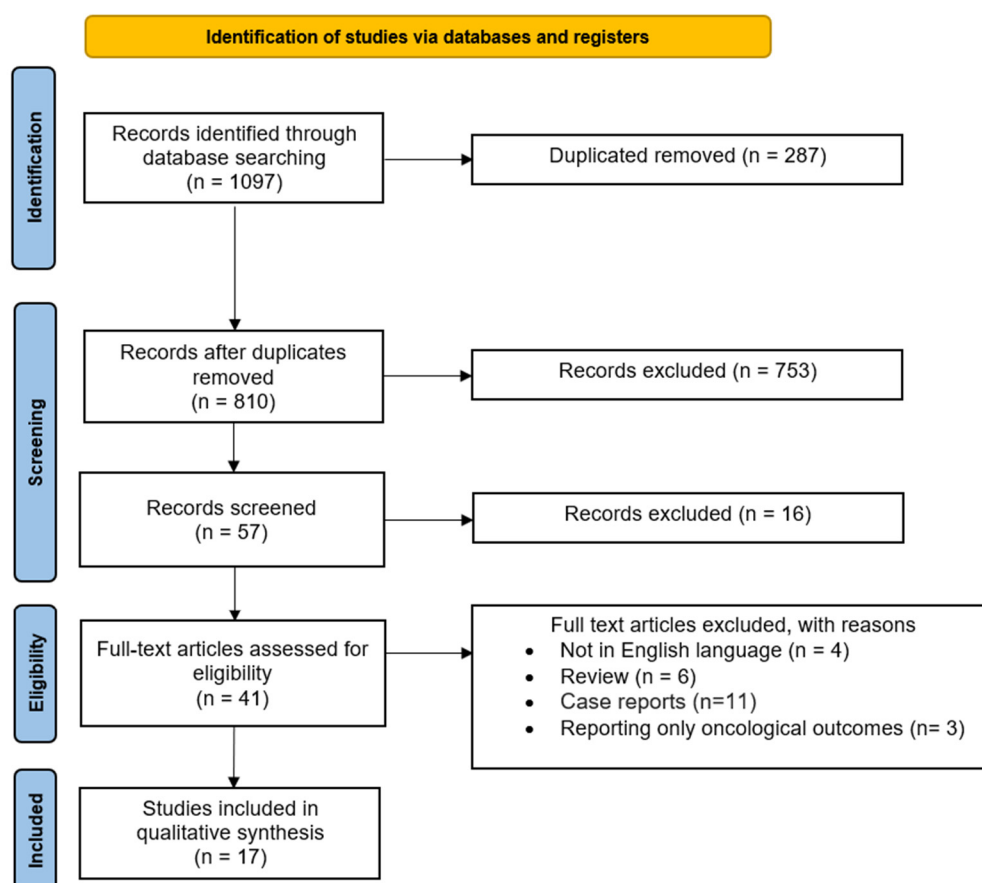 Identification of studies via databases and registers
Identification
Records identified through
database searching
(n = 1097)
Duplicated removed (n = 287)
Screening
Records after duplicates
removed
(n = 810)
Records excluded (n = 753)
Records screened
(n = 57)
Records excluded (n = 16)
Eligibility
Full-text articles assessed for
eligibility
(n = 41)
Full text articles excluded, with reasons
• Not in English language (n = 4)
• Review (n = 6)
• Case reports (n=11)
• Reporting only oncological outcomes (n= 3)
Included
Studies included in
qualitative synthesis
(n = 17)